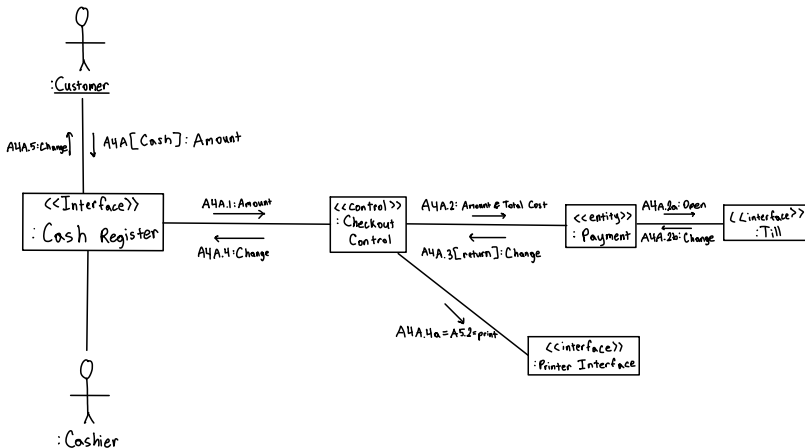 :Customer
A4A.5:Change
A4A[Cash]: Amount
<<Interface>>
: Cash Register
A4A.1: Amount
A4A.4:Change
<<control>>
: Checkout
Control
A4A.2: Amount & Total Cost
A4A.3[return]: Change
<<entity>>
: Payment
A4A.2a: Open
A4A.2b: Change
<<interface>>
:Till
A4A.4a=A5.2=print
<<interface>>
:Printer Interface
:Cashier